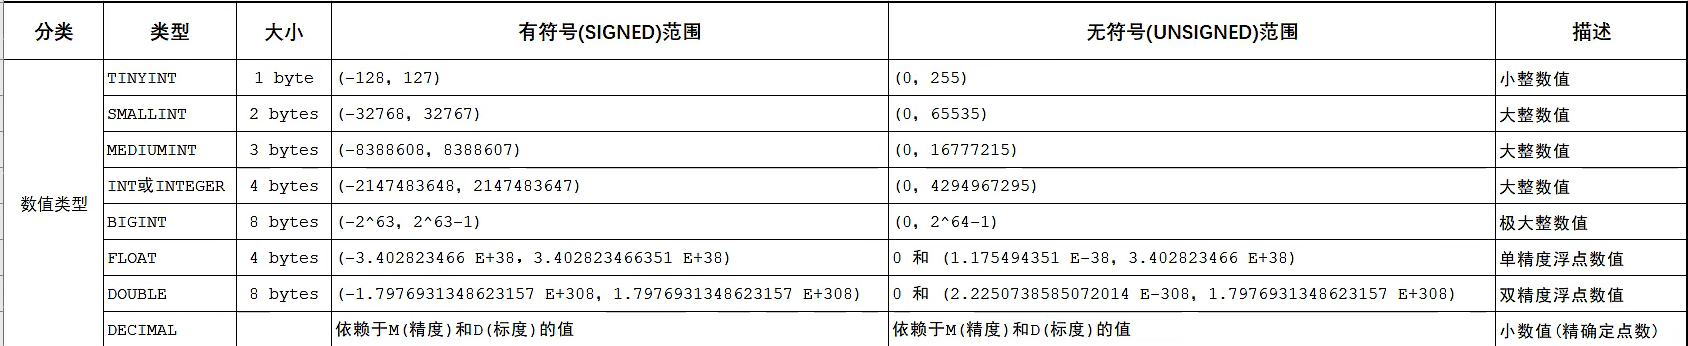 分类 类型 大小 有符号(SIGNED)范围 无符号(UNSIGNED)范围 描述
数值类型
TINYINT 1 byte (-128, 127) (0, 255) 小整数值
SMALLINT 2 bytes (-32768, 32767) (0, 65535) 大整数值
MEDIUMINT 3 bytes (-8388608, 8388607) (0, 16777215) 大整数值
INT或INTEGER 4 bytes (-2147483648, 2147483647) (0, 4294967295) 大整数值
BIGINT 8 bytes (-2^63, 2^63-1) (0, 2^64-1) 极大整数值
FLOAT 4 bytes (-3.402823466 E+38, 3.402823466351 E+38) 0 和 (1.175494351 E-38, 3.402823466 E+38) 单精度浮点数值
DOUBLE 8 bytes (-1.7976931348623157 E+308, 1.7976931348623157 E+308) 0 和 (2.2250738585072014 E-308, 1.7976931348623157 E+308) 双精度浮点数值
DECIMAL 依赖于M(精度)和D(标度)的值 依赖于M(精度)和D(标度)的值 小数值(精确定点数)